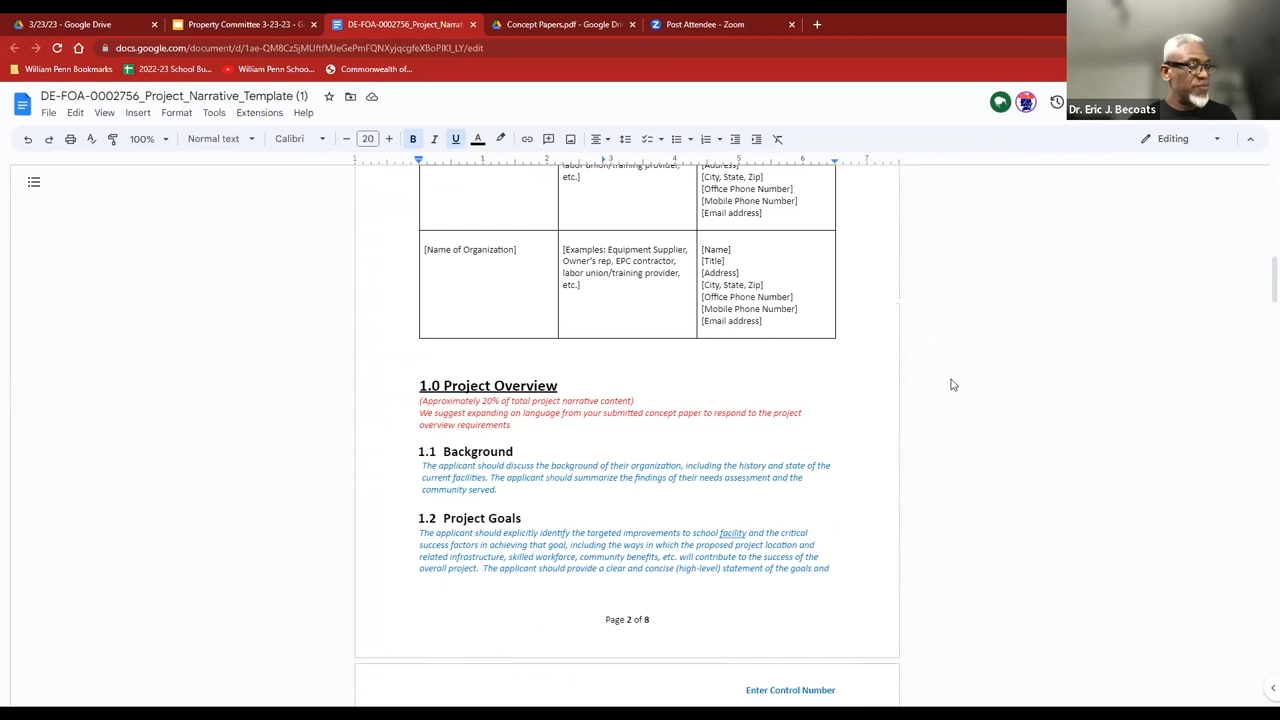 3/23/23 - Google Drive
Property Committee 3-23-23 - G
DE-FOA-0002756_Project_Narrat
Concept Papers.pdf - Google Dri
Post Attendee - Zoom
docs.google.com/document/d/1ae-QM8Cz5jMUftfMJeGePmFQNXyjqcgfeXBoPIKI_LY/edit
William Penn Bookmarks
2022-23 School Bu...
William Penn Schoo...
Commonwealth of...
Dr. Eric J. Becoats
DE-FOA-0002756_Project_Narrative_Template (1)
File Edit View Insert Format Tools Extensions Help
100% Normal text Calibri 20 B I U A Editing
1 1 2 3 4 5 6 7
labor union/training provider,
etc.]
[Address]
[City, State, Zip]
[Office Phone Number]
[Mobile Phone Number]
[Email address]
[Name of Organization]
[Examples: Equipment Supplier,
Owner's rep, EPC contractor,
labor union/training provider,
etc.]
[Name]
[Title]
[Address]
[City, State, Zip]
[Office Phone Number]
[Mobile Phone Number]
[Email address]
1.0 Project Overview
(Approximately 20% of total project narrative content)
We suggest expanding on language from your submitted concept paper to respond to the project
overview requirements
1.1 Background
The applicant should discuss the background of their organization, including the history and state of the
current facilities. The applicant should summarize the findings of their needs assessment and the
community served.
1.2 Project Goals
The applicant should explicitly identify the targeted improvements to school facility and the critical
success factors in achieving that goal, including the ways in which the proposed project location and
related infrastructure, skilled workforce, community benefits, etc. will contribute to the success of the
overall project. The applicant should provide a clear and concise (high-level) statement of the goals and
Page 2 of 8
Enter Control Number